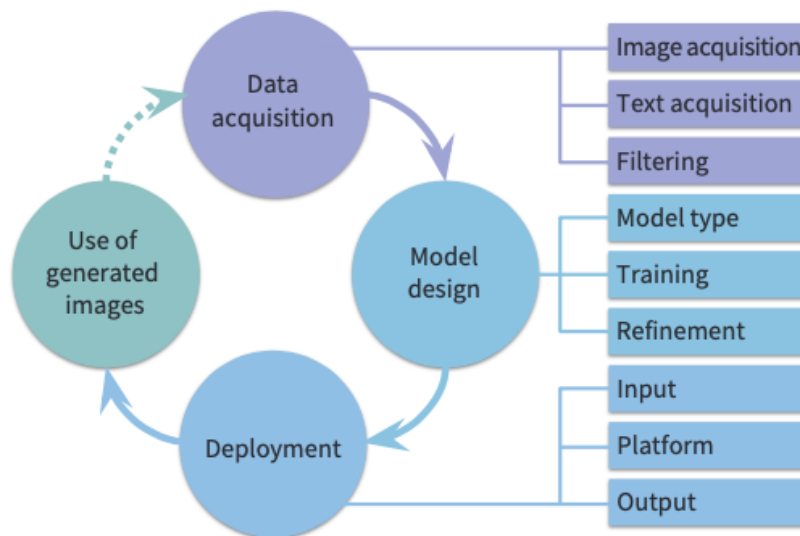 Data
acquisition
Image acquisition
Text acquisition
Filtering
Use of
generated
images
Model
design
Model type
Training
Refinement
Deployment
Input
Platform
Output